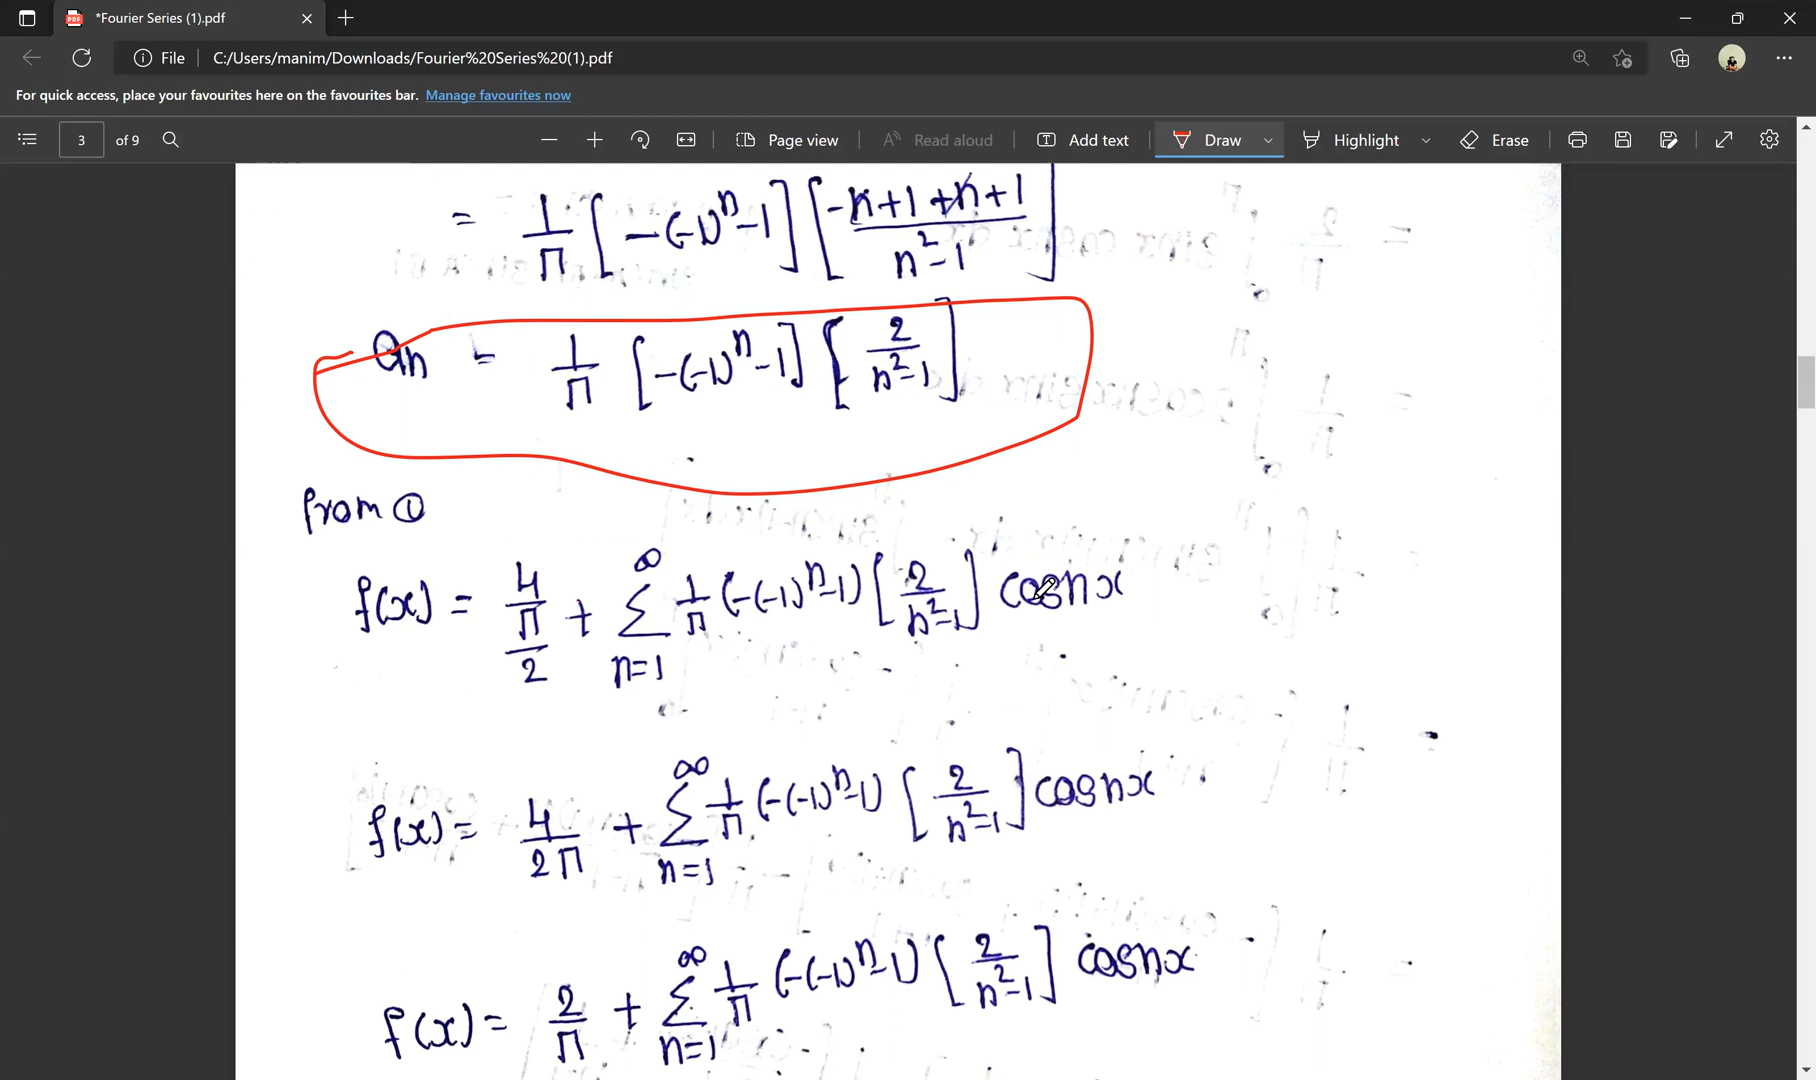 *Fourier Series (1).pdf
File C:/Users/manim/Downloads/Fourier%20Series%20(1).pdf
For quick access, place your favourites here on the favourites bar. Manage favourites now
3 of 9 Page view Read aloud Add text Draw Highlight Erase
= 1/π [-(-1)^n-1] [(-n+1+n+1)/(n²-1)]
an = 1/π [-(-1)^n-1] [2/(n²-1)]
from ①
f(x) = (4/π)/2 + ∑_{n=1}^{∞} 1/π (-(-1)^n-1) [2/(n²-1)] cosnx
f(x) = 4/2π + ∑_{n=1}^{∞} 1/π (-(-1)^n-1) [2/(n²-1)] cosnx
f(x) = 2/π + ∑_{n=1}^{∞} 1/π (-(-1)^n-1) [2/(n²-1)] cosnx